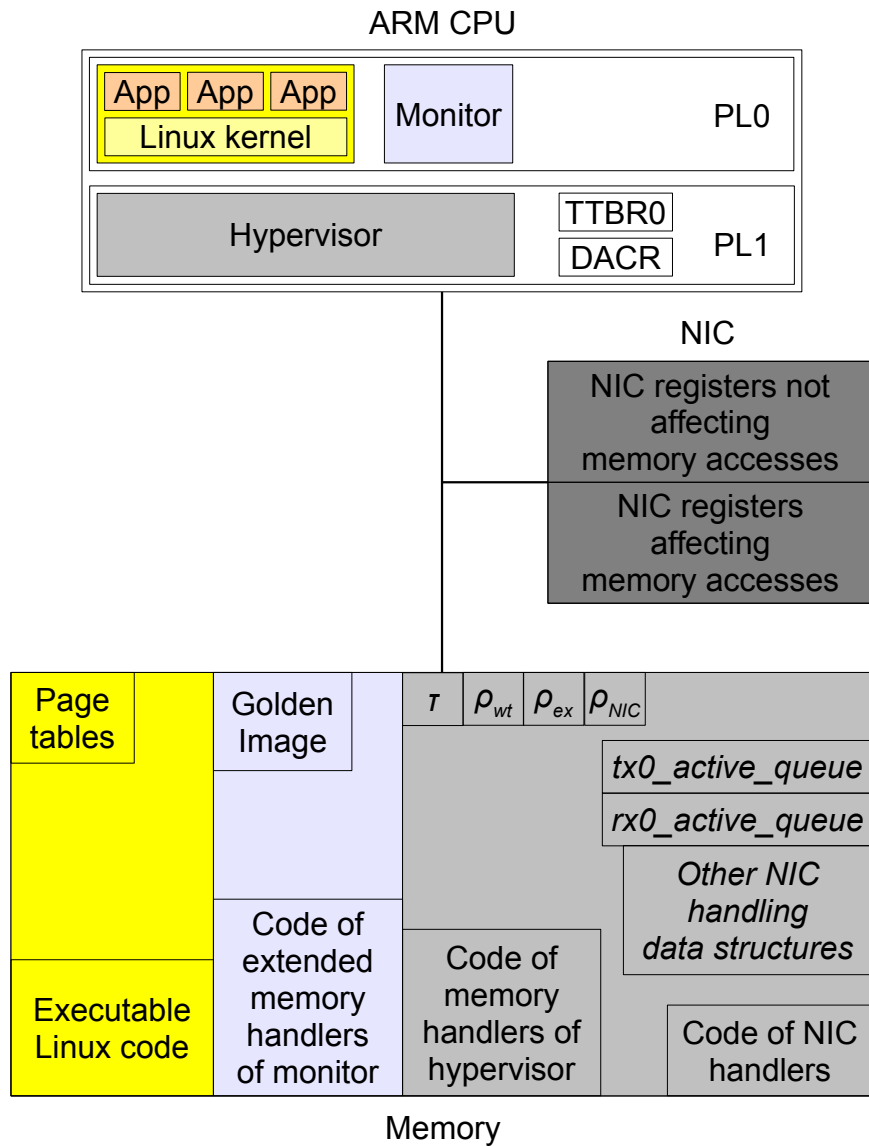 ARM CPU
App App App
Linux kernel
Monitor
PL0
Hypervisor
TTBR0
DACR
PL1
NIC
NIC registers not
affecting
memory accesses
NIC registers
affecting
memory accesses
Page
tables
Golden
Image
τ ρwt ρex ρNIC
tx0_active_queue
rx0_active_queue
Other NIC
handling
data structures
Executable
Linux code
Code of
extended
memory
handlers
of monitor
Code of
memory
handlers of
hypervisor
Code of NIC
handlers
Memory